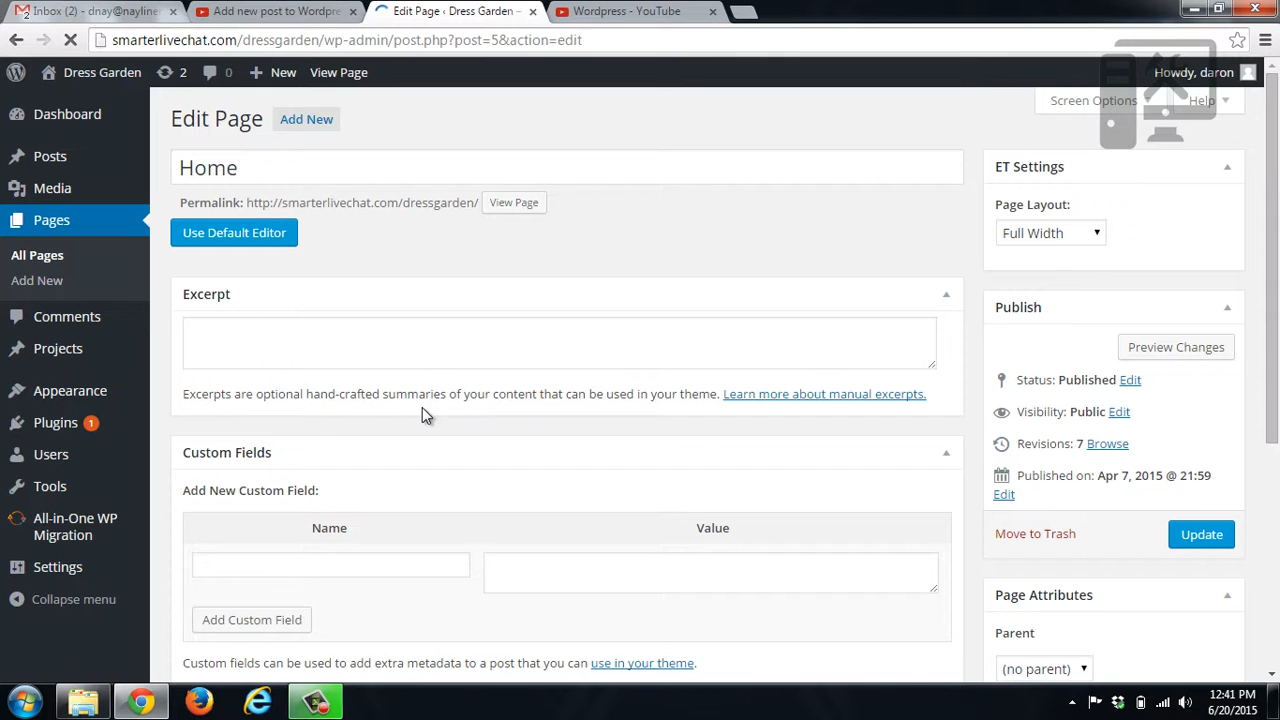 2 Inbox (2) - dnay@nayline
Add new post to Wordpre
Edit Page ‹ Dress Garden –
Wordpress - YouTube
smarterlivechat.com/dressgarden/wp-admin/post.php?post=5&action=edit
Dress Garden 2 0 New View Page
Howdy, daron
Dashboard
Posts
Media
Pages
All Pages
Add New
Comments
Projects
Appearance
Plugins 1
Users
Tools
All-in-One WP
Migration
Settings
Collapse menu
Screen Options
Help
Edit Page Add New
Home
Permalink: http://smarterlivechat.com/dressgarden/ View Page
Use Default Editor
Excerpt
Excerpts are optional hand-crafted summaries of your content that can be used in your theme. Learn more about manual excerpts.
Custom Fields
Add New Custom Field:
Name Value
Add Custom Field
Custom fields can be used to add extra metadata to a post that you can use in your theme.
ET Settings
Page Layout:
Full Width
Publish
Preview Changes
Status: Published Edit
Visibility: Public Edit
Revisions: 7 Browse
Published on: Apr 7, 2015 @ 21:59
Edit
Move to Trash Update
Page Attributes
Parent
(no parent)
12:41 PM
6/20/2015